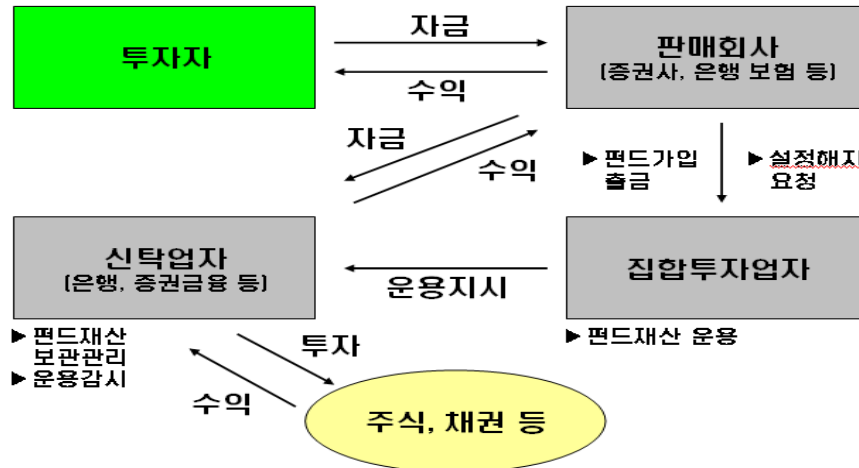 투자자
자금
수익
판매회사
(증권사, 은행 보험 등)
자금
수익
▶ 펀드가입
출금
▶ 설정해지
요청
신탁업자
(은행, 증권금융 등)
운용지시
집합투자업자
▶ 펀드재산
보관관리
▶ 운용감시
▶ 펀드재산 운용
투자
수익
주식, 채권 등